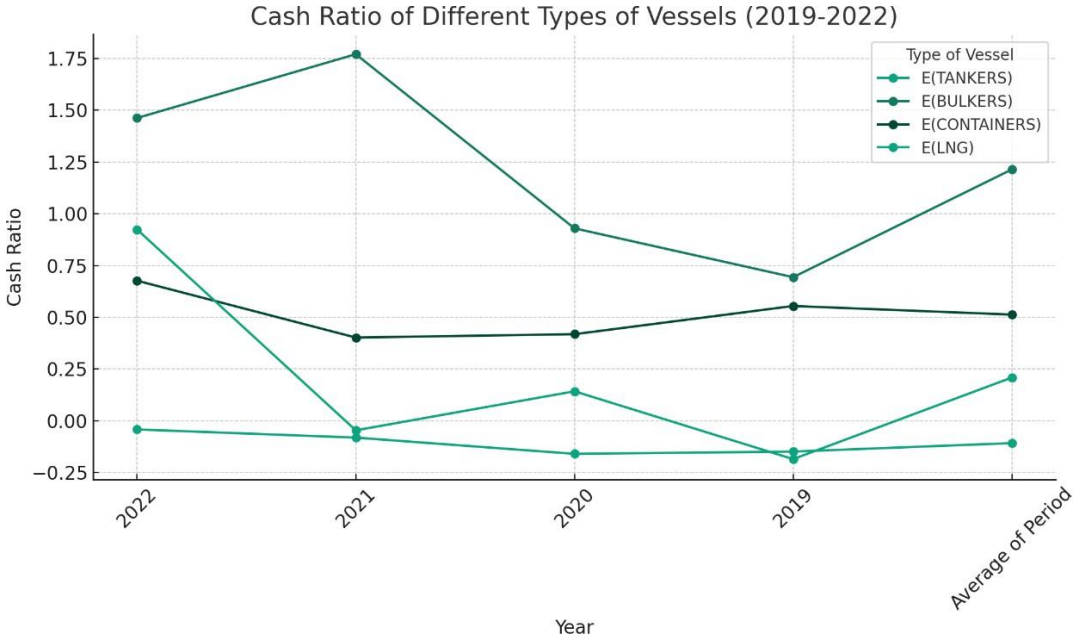 Cash Ratio of Different Types of Vessels (2019-2022)
Type of Vessel
E(TANKERS)
E(BULKERS)
E(CONTAINERS)
E(LNG)
Cash Ratio
1.75
1.50
1.25
1.00
0.75
0.50
0.25
0.00
−0.25
2022
2021
2020
2019
Average of Period
Year